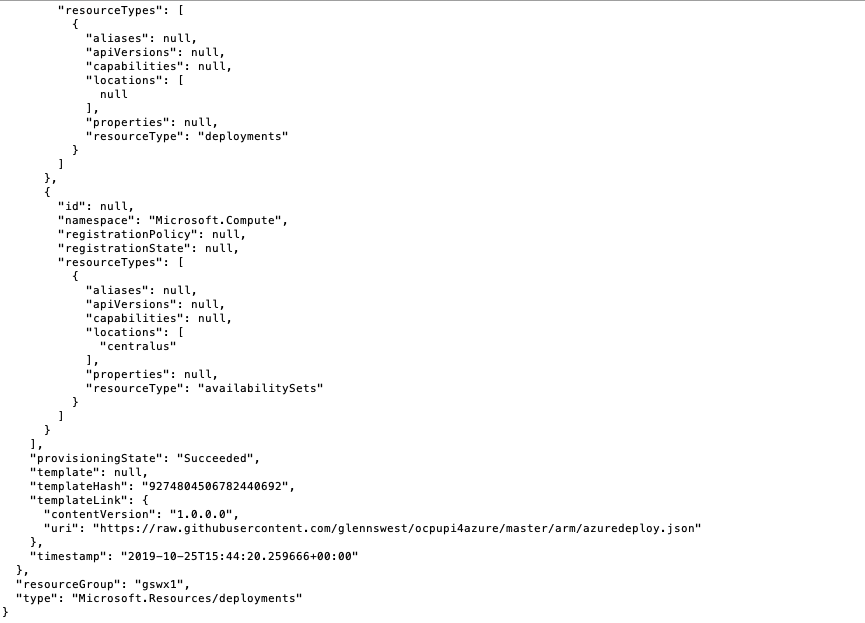 "resourceTypes": [
{
"aliases": null,
"apiVersions": null,
"capabilities": null,
"locations": [
null
],
"properties": null,
"resourceType": "deployments"
}
]
},
{
"id": null,
"namespace": "Microsoft.Compute",
"registrationPolicy": null,
"registrationState": null,
"resourceTypes": [
{
"aliases": null,
"apiVersions": null,
"capabilities": null,
"locations": [
"centralus"
],
"properties": null,
"resourceType": "availabilitySets"
}
]
}
],
"provisioningState": "Succeeded",
"template": null,
"templateHash": "9274804506782440692",
"templateLink": {
"contentVersion": "1.0.0.0",
"uri": "https://raw.githubusercontent.com/glennswest/ocpupi4azure/master/arm/azuredeploy.json"
},
"timestamp": "2019-10-25T15:44:20.259666+00:00"
},
"resourceGroup": "gswx1",
"type": "Microsoft.Resources/deployments"
}